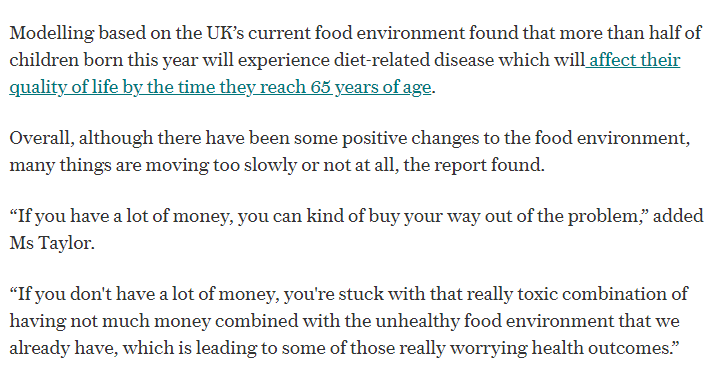 Modelling based on the UK’s current food environment found that more than half of
children born this year will experience diet-related disease which will affect their
quality of life by the time they reach 65 years of age.
Overall, although there have been some positive changes to the food environment,
many things are moving too slowly or not at all, the report found.
“If you have a lot of money, you can kind of buy your way out of the problem,” added
Ms Taylor.
“If you don't have a lot of money, you're stuck with that really toxic combination of
having not much money combined with the unhealthy food environment that we
already have, which is leading to some of those really worrying health outcomes.”